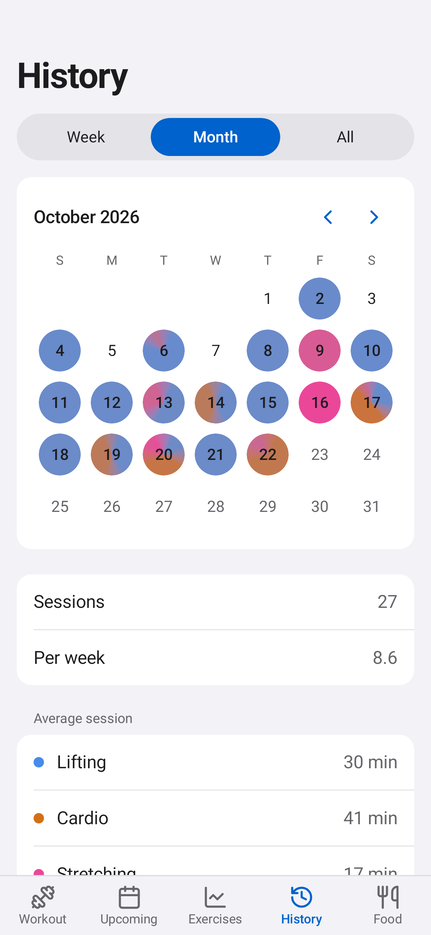 History
Week Month All
October 2026
S M T W T F S
1 2 3
4 5 6 7 8 9 10
11 12 13 14 15 16 17
18 19 20 21 22 23 24
25 26 27 28 29 30 31
Sessions 27
Per week 8.6
Average session
Lifting 30 min
Cardio 41 min
Stretching 17 min
Workout Upcoming Exercises History Food